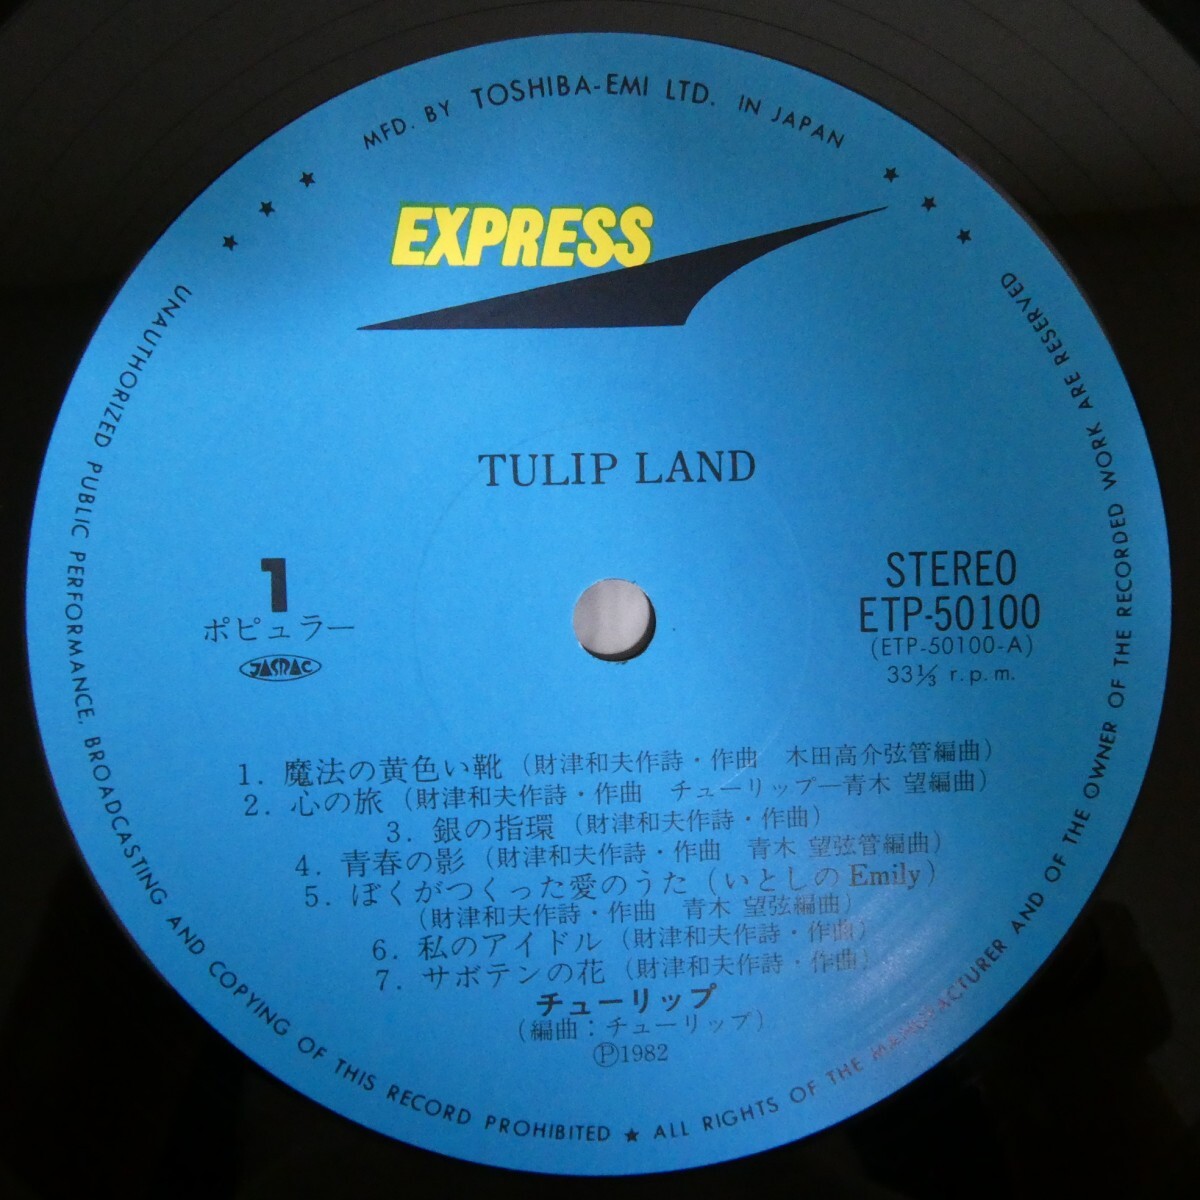 MFD. BY TOSHIBA-EMI LTD. IN JAPAN
EXPRESS
TULIP LAND
1
ポピュラー
JASRAC
STEREO
ETP-50100
(ETP-50100-A)
33⅓ r.p.m.
1. 魔法の黄色い靴 (財津和夫作詩・作曲 木田高介弦管編曲)
2. 心の旅 (財津和夫作詩・作曲 チューリップー青木 望編曲)
3. 銀の指環 (財津和夫作詩・作曲)
4. 青春の影 (財津和夫作詩・作曲 青木 望弦管編曲)
5. ぼくがつくった愛のうた (いとしの Emily)
(財津和夫作詩・作曲 青木 望弦編曲)
6. 私のアイドル (財津和夫作詩・作曲)
7. サボテンの花 (財津和夫作詩・作曲)
チューリップ
(編曲：チューリップ)
Ⓟ1982
UNAUTHORIZED PUBLIC PERFORMANCE, BROADCASTING AND COPYING OF THIS RECORD PROHIBITED ★ ALL RIGHTS OF THE MANUFACTURER AND OF THE OWNER OF THE RECORDED WORK ARE RESERVED